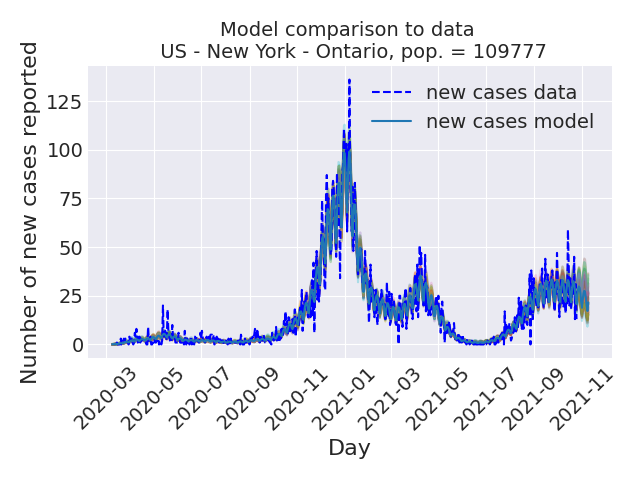 Model comparison to data
US - New York - Ontario, pop. = 109777
Number of new cases reported
125
100
75
50
25
0
new cases data
new cases model
2020-03
2020-05
2020-07
2020-09
2020-11
2021-01
2021-03
2021-05
2021-07
2021-09
2021-11
Day